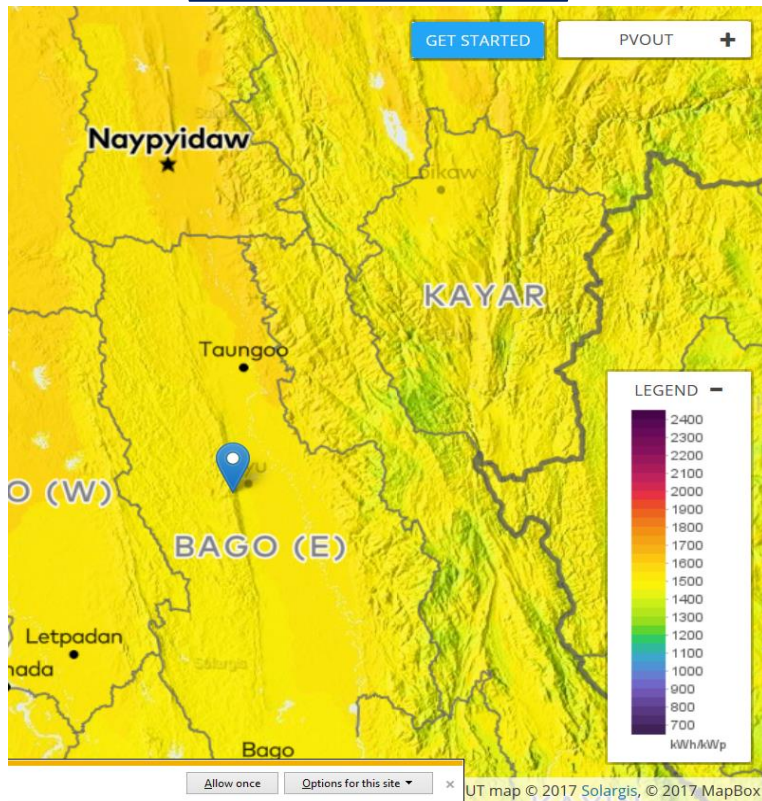 GET STARTED
PVOUT +
Naypyidaw
Loikaw
KAYAR
Taungoo
LEGEND −
2400
2300
2200
2100
2000
1900
1800
1700
1600
1500
1400
1300
1200
1100
1000
900
800
700
kWh/kWp
O (W)
BAGO (E)
Letpadan
nada
Solargis
Bago
Allow once
Options for this site
×
UT map © 2017 Solargis, © 2017 MapBox